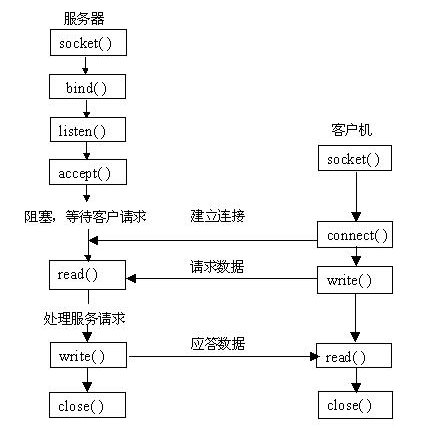 服务器
socket()
bind()
listen()
accept()
阻塞，等待客户请求
read()
处理服务请求
write()
close()
建立连接
请求数据
应答数据
客户机
socket()
connect()
write()
read()
close()